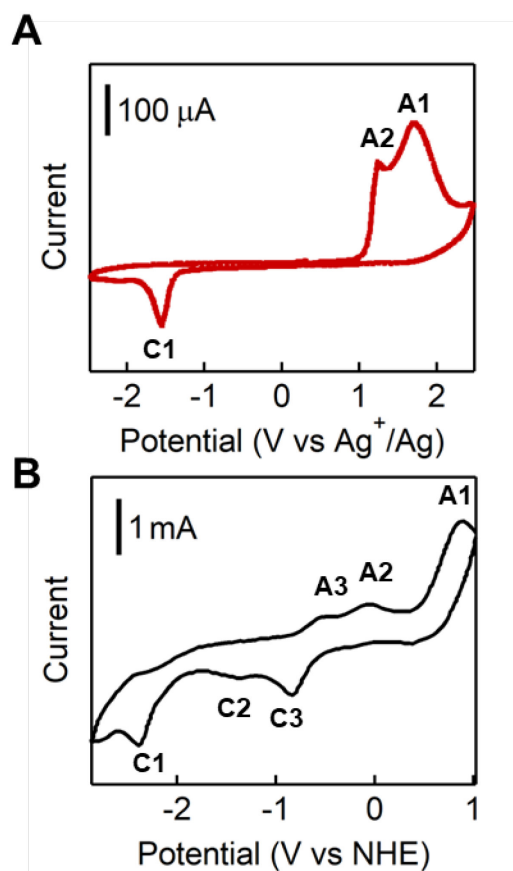 A
100 μA
A1
A2
Current
C1
-2 -1 0 1 2
Potential (V vs Ag⁺/Ag)
B
1 mA
A1
A3 A2
Current
C2 C3
C1
-2 -1 0 1
Potential (V vs NHE)